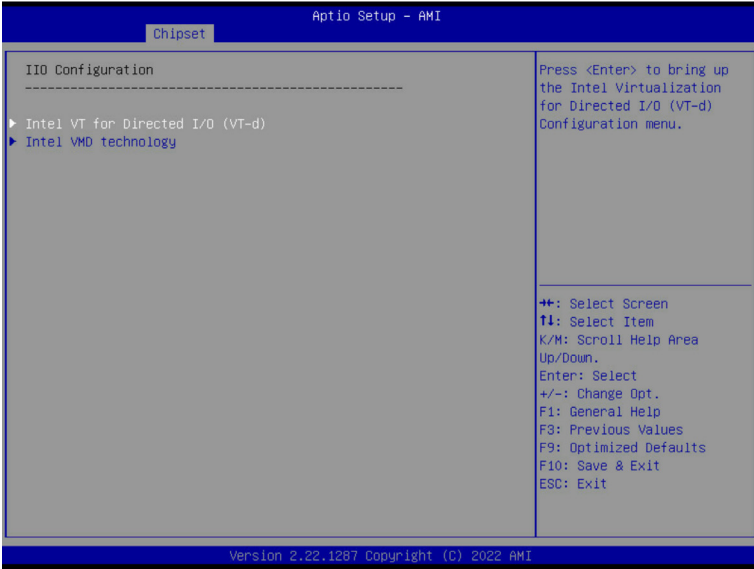 Aptio Setup – AMI
Chipset
IIO Configuration
------------------------------------------------
▶ Intel VT for Directed I/O (VT-d)
▶ Intel VMD technology
Press <Enter> to bring up
the Intel Virtualization
for Directed I/O (VT-d)
Configuration menu.
→←: Select Screen
↑↓: Select Item
K/M: Scroll Help Area
Up/Down.
Enter: Select
+/-: Change Opt.
F1: General Help
F3: Previous Values
F9: Optimized Defaults
F10: Save & Exit
ESC: Exit
Version 2.22.1287 Copyright (C) 2022 AMI